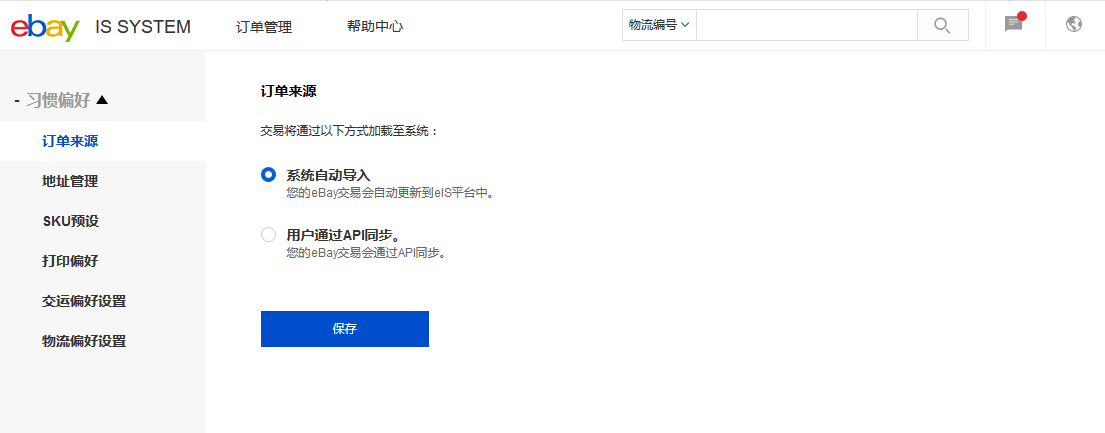 ebay IS SYSTEM 订单管理 帮助中心 物流编号
- 习惯偏好
订单来源
地址管理
SKU预设
打印偏好
交运偏好设置
物流偏好设置
订单来源
交易将通过以下方式加载至系统：
系统自动导入
您的eBay交易会自动更新到eIS平台中。
用户通过API同步。
您的eBay交易会通过API同步。
保存